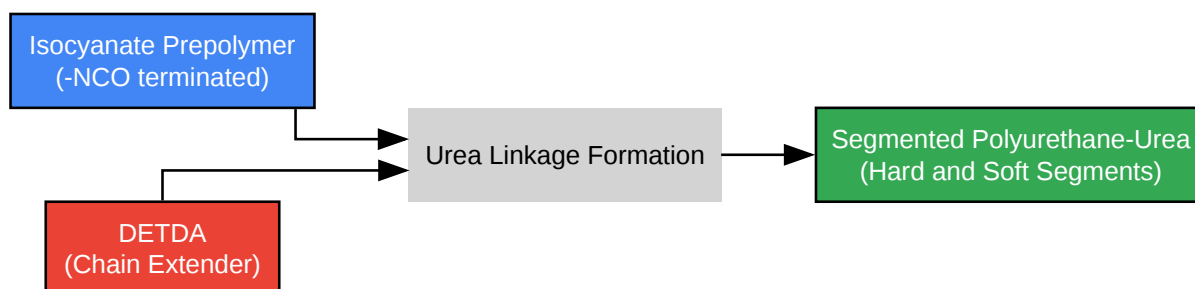 Isocyanate Prepolymer
(-NCO terminated)
Urea Linkage Formation
Segmented Polyurethane-Urea
(Hard and Soft Segments)
DETDA
(Chain Extender)